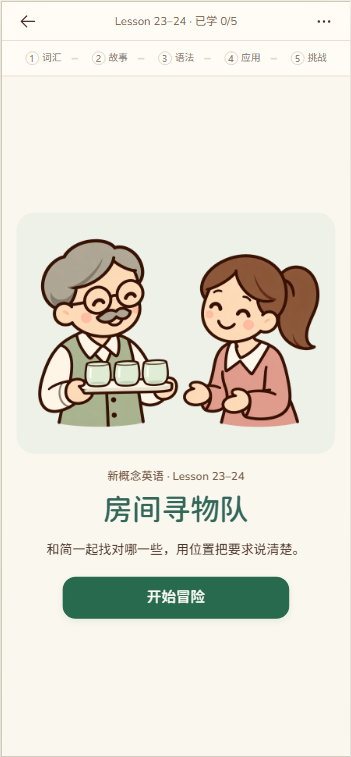 Lesson 23–24 · 已学 0/5
1 词汇 – 2 故事 – 3 语法 – 4 应用 – 5 挑战
新概念英语 · Lesson 23–24
房间寻物队
和简一起找对哪一些，用位置把要求说清楚。
开始冒险